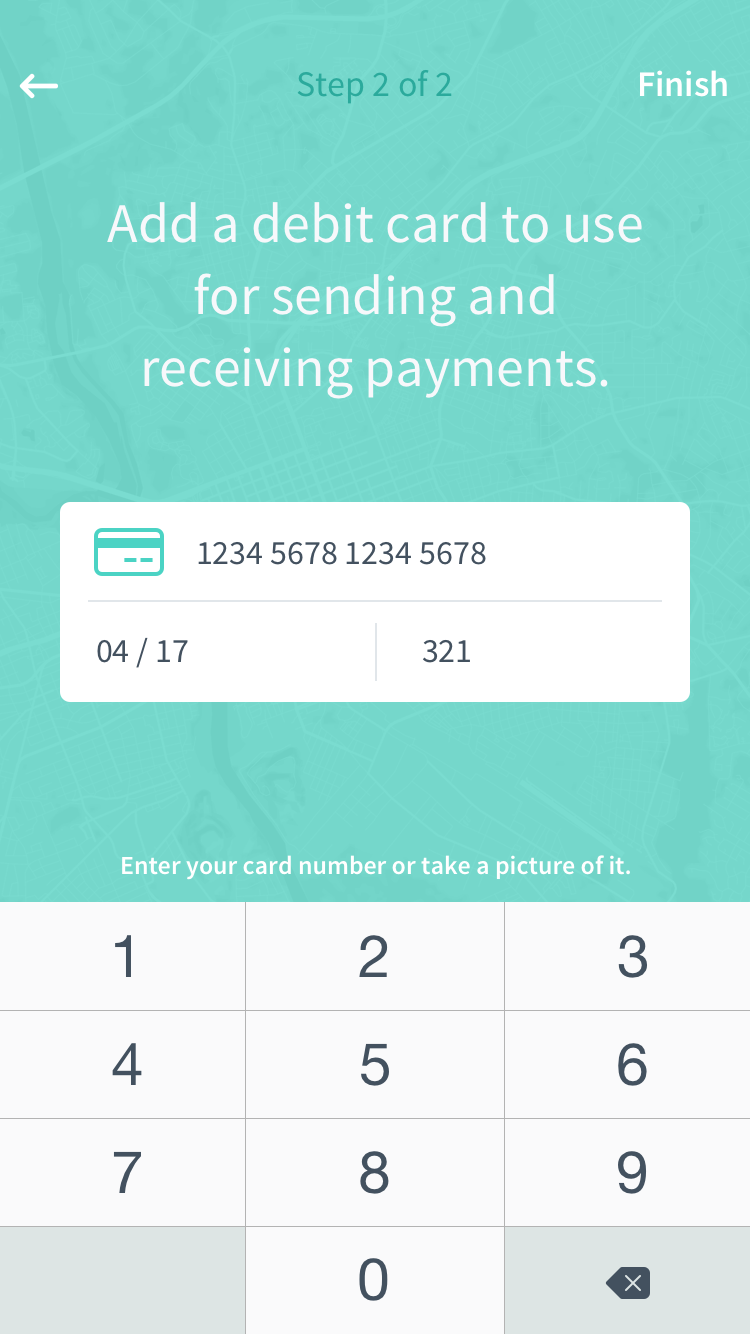 Step 2 of 2
Finish
Add a debit card to use
for sending and
receiving payments.
1234 5678 1234 5678
04 / 17
321
Enter your card number or take a picture of it.
1 2 3
4 5 6
7 8 9
0